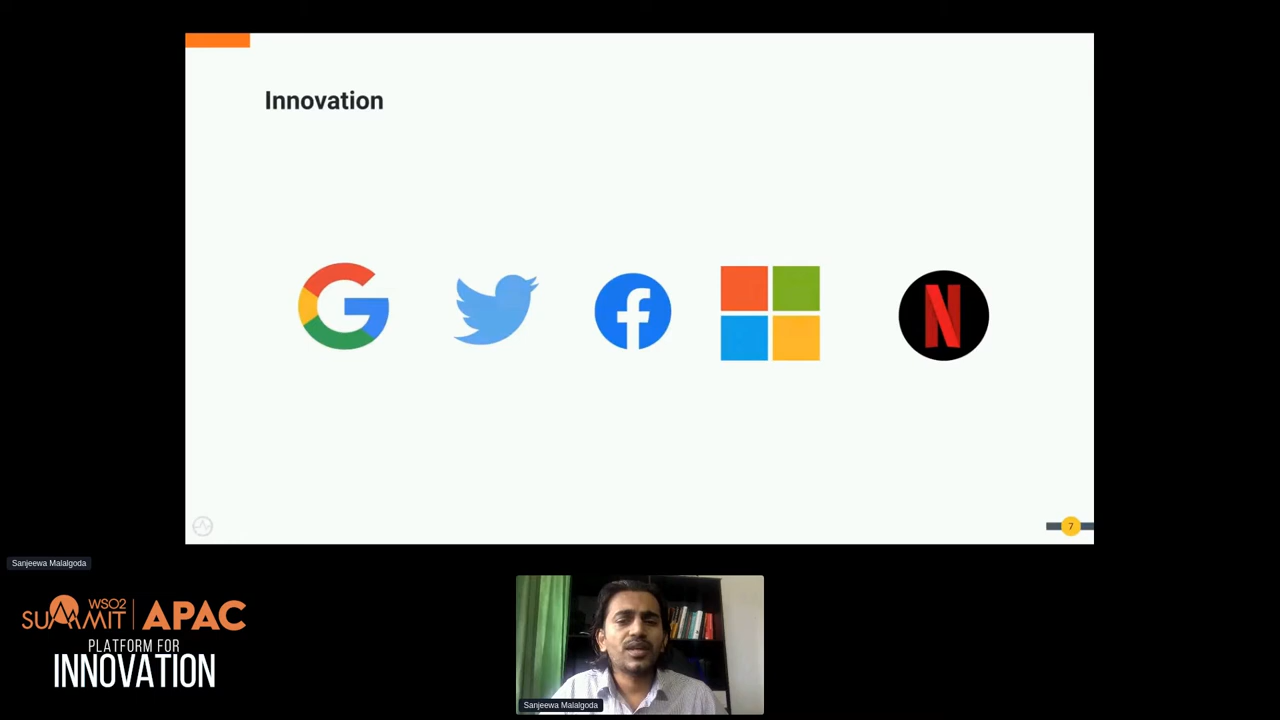 Innovation
7
Sanjeewa Malalgoda
WSO2
SUMMIT
APAC
PLATFORM FOR
INNOVATION
Sanjeewa Malalgoda